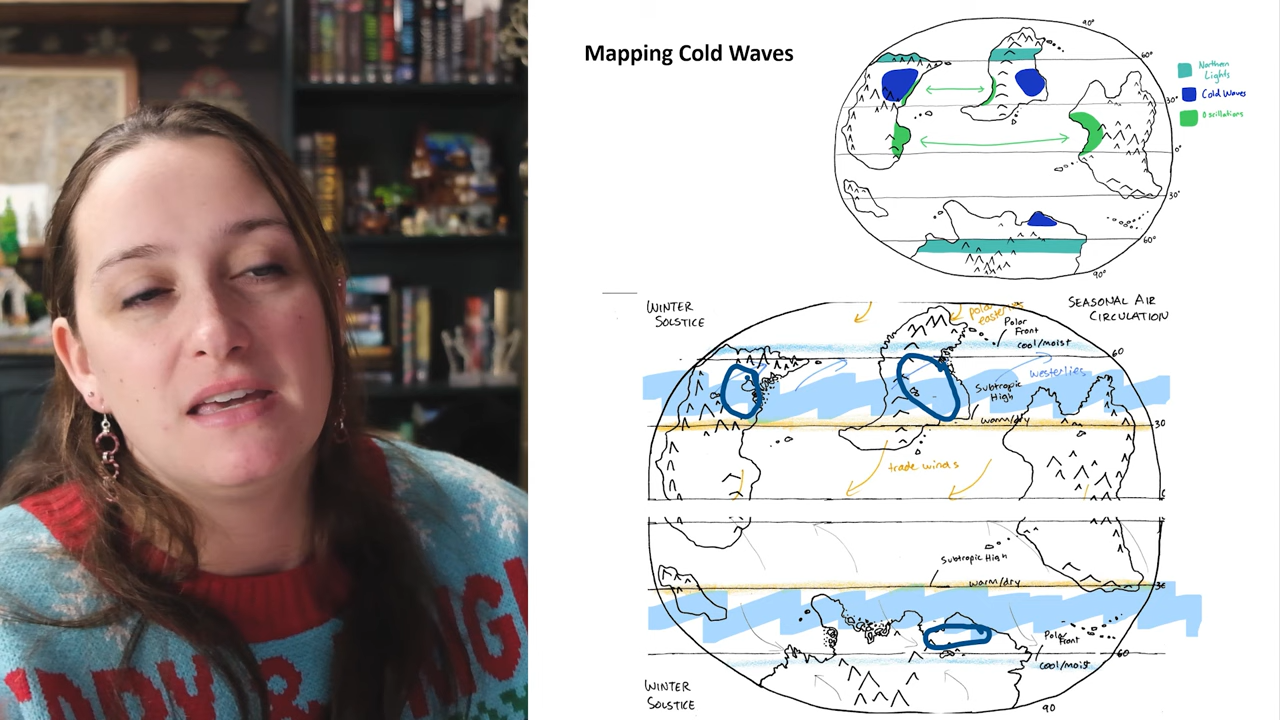 Mapping Cold Waves
90°
60°
30°
0°
30°
60°
90°
Northern
Lights
Cold Waves
Oscillations
WINTER
SOLSTICE
SEASONAL AIR
CIRCULATION
polar
easterlies
Polar
Front
cool/moist
60
westerlies
Subtropic
High
warm/dry
30
trade winds
Subtropic High
warm/dry
Polar
Front
60
cool/moist
WINTER
SOLSTICE
90